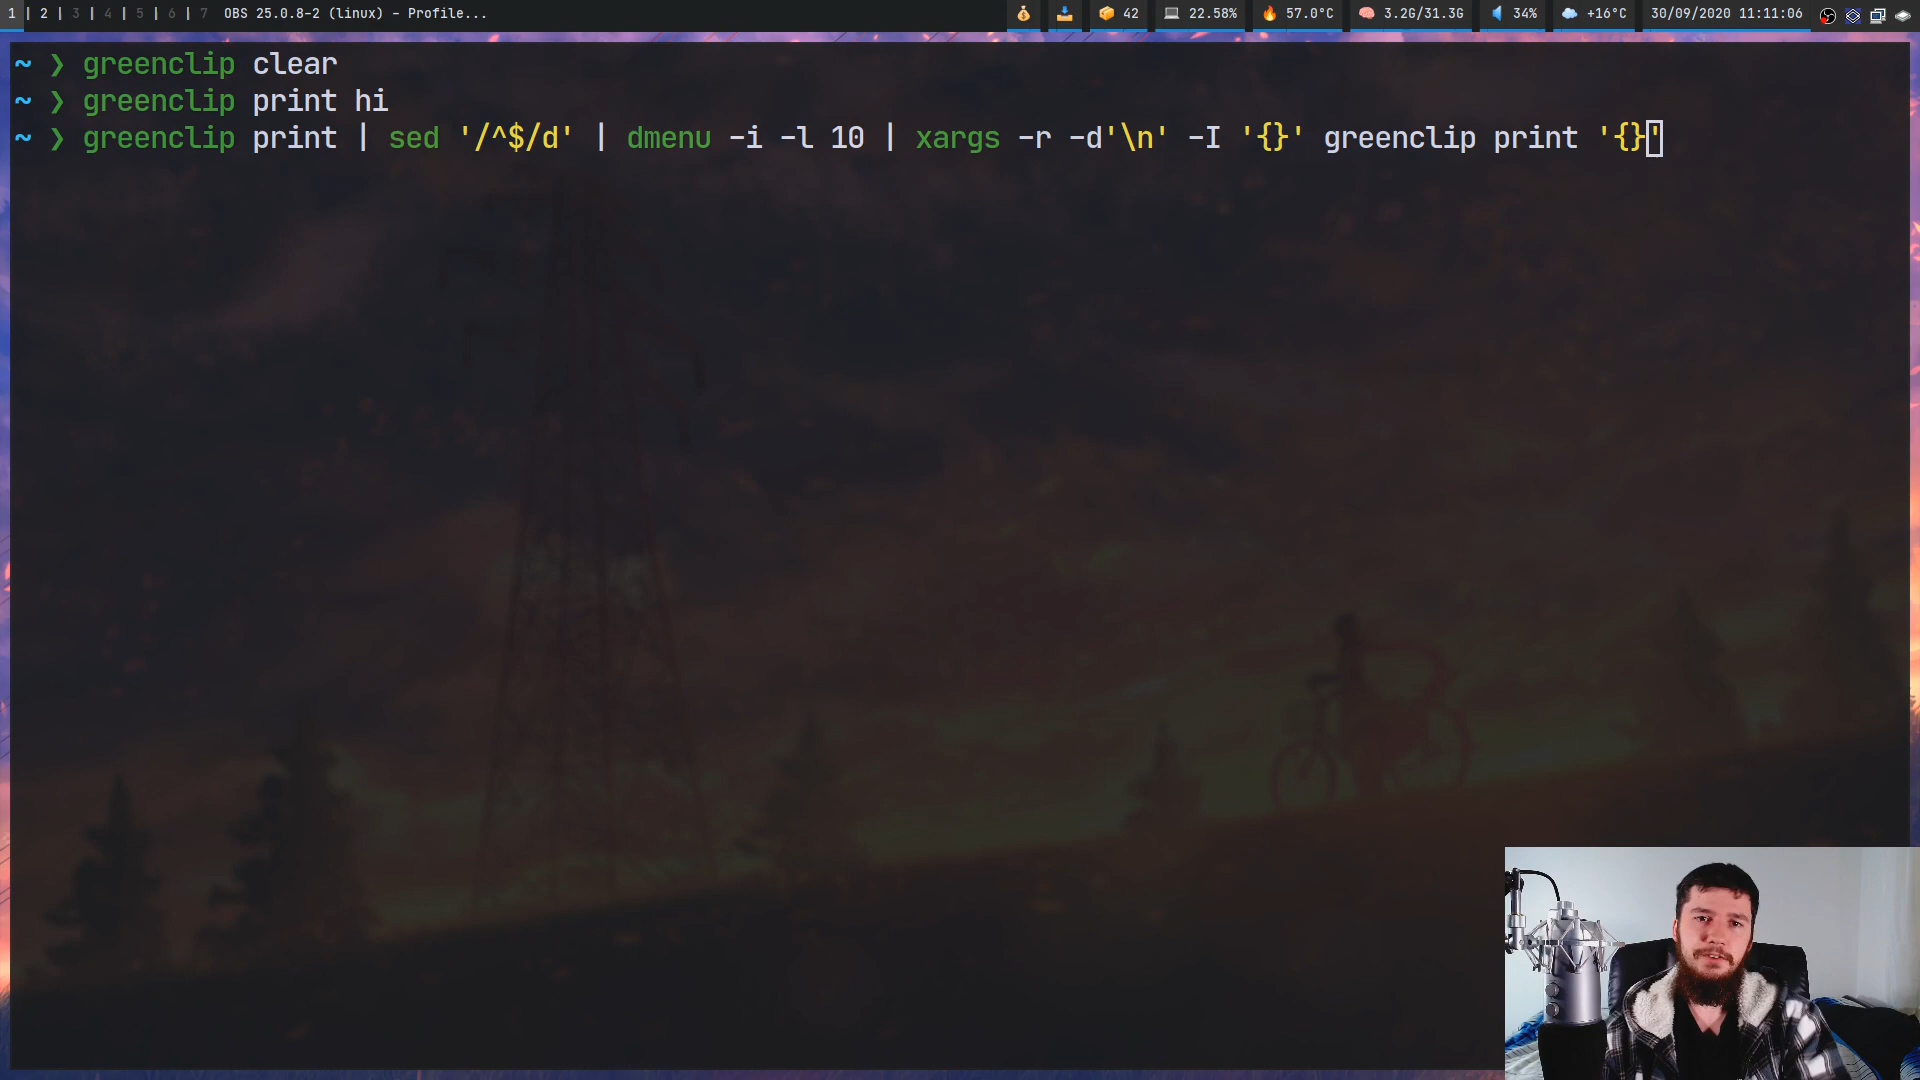 1 | 2 | 3 | 4 | 5 | 6 | 7 OBS 25.0.8-2 (linux) - Profile... 42 22.58% 57.0°C 3.2G/31.3G 34% +16°C 30/09/2020 11:11:06
~ ❯ greenclip clear
~ ❯ greenclip print hi
~ ❯ greenclip print | sed '/^$/d' | dmenu -i -l 10 | xargs -r -d'\n' -I '{}' greenclip print '{}'